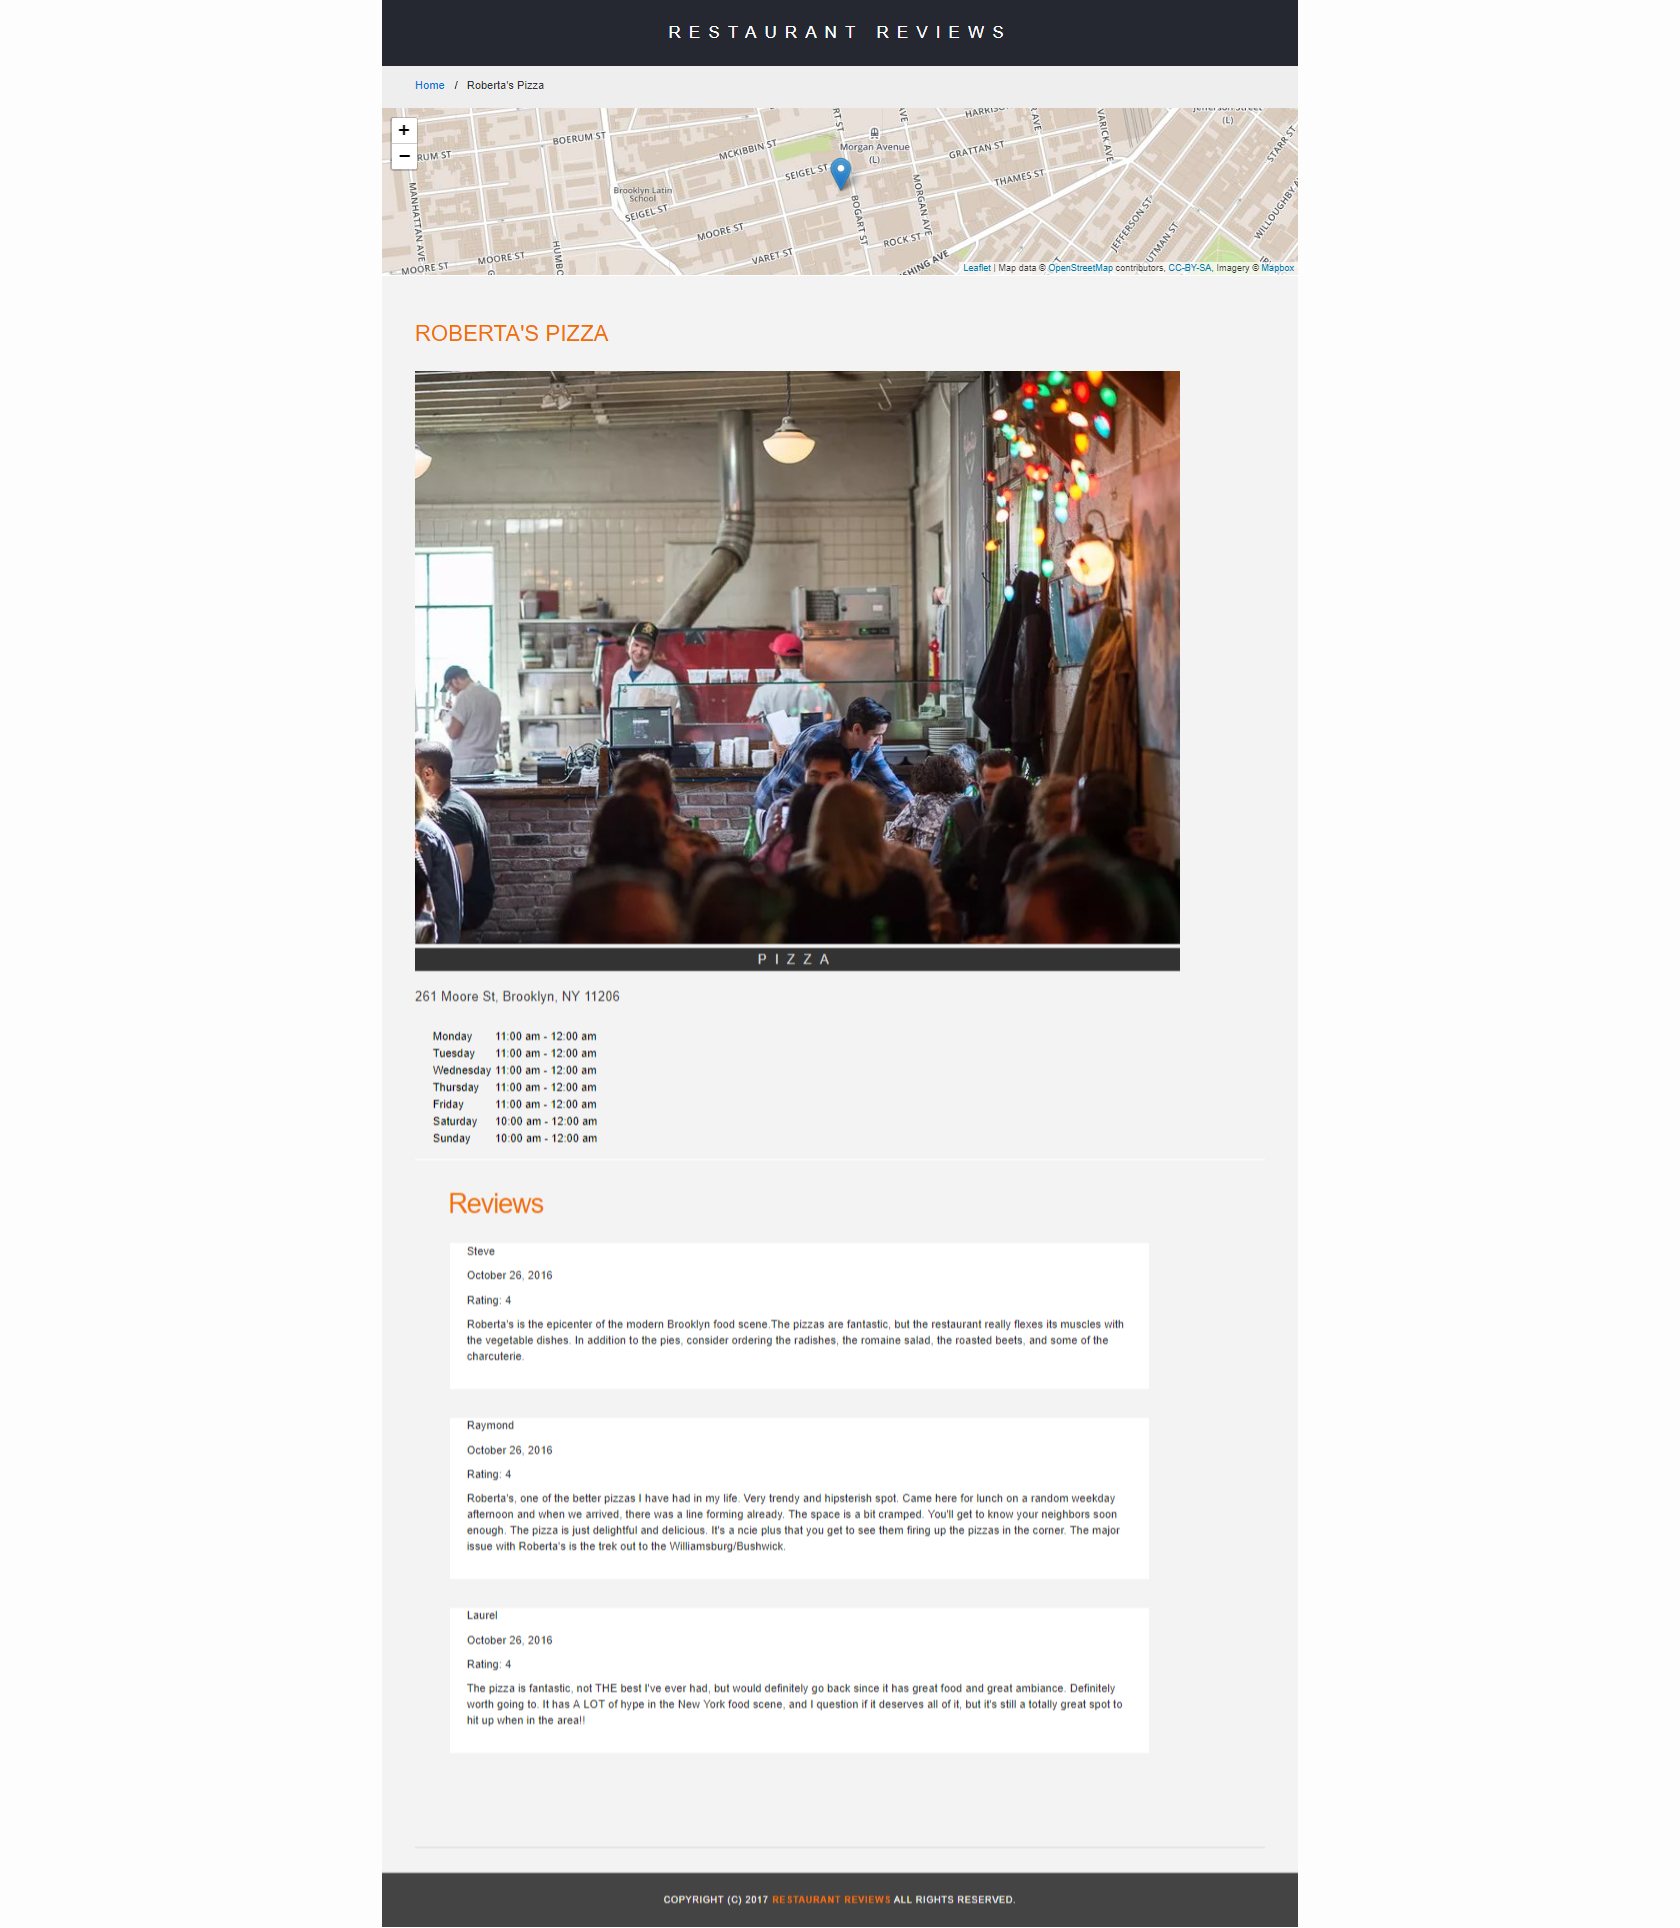 RESTAURANT REVIEWS
Home / Roberta's Pizza
+
−
BOERUM ST
RUM ST
MANHATTAN AVE
MOORE ST
MOORE ST
HUMBO
Brooklyn Latin
School
SEIGEL ST
MCKIBBIN ST
SEIGEL ST
MOORE ST
VARET ST
RT ST
BOGART ST
AVE
Morgan Avenue
(L)
MORGAN AVE
ROCK ST
SHING AVE
HARRISO
GRATTAN ST
THAMES ST
R AVE
VARICK AVE
Jefferson Street
(L)
STARR ST
JEFFERSON ST
UTMAN ST
WILLOUGHBY A
Leaflet | Map data © OpenStreetMap contributors, CC-BY-SA, Imagery © Mapbox
ROBERTA'S PIZZA
PIZZA
261 Moore St, Brooklyn, NY 11206
Monday 11:00 am - 12:00 am
Tuesday 11:00 am - 12:00 am
Wednesday 11:00 am - 12:00 am
Thursday 11:00 am - 12:00 am
Friday 11:00 am - 12:00 am
Saturday 10:00 am - 12:00 am
Sunday 10:00 am - 12:00 am
Reviews
Steve
October 26, 2016
Rating: 4
Roberta's is the epicenter of the modern Brooklyn food scene.The pizzas are fantastic, but the restaurant really flexes its muscles with
the vegetable dishes. In addition to the pies, consider ordering the radishes, the romaine salad, the roasted beets, and some of the
charcuterie.
Raymond
October 26, 2016
Rating: 4
Roberta's, one of the better pizzas I have had in my life. Very trendy and hipsterish spot. Came here for lunch on a random weekday
afternoon and when we arrived, there was a line forming already. The space is a bit cramped. You'll get to know your neighbors soon
enough. The pizza is just delightful and delicious. It's a ncie plus that you get to see them firing up the pizzas in the corner. The major
issue with Roberta's is the trek out to the Williamsburg/Bushwick.
Laurel
October 26, 2016
Rating: 4
The pizza is fantastic, not THE best I've ever had, but would definitely go back since it has great food and great ambiance. Definitely
worth going to. It has A LOT of hype in the New York food scene, and I question if it deserves all of it, but it's still a totally great spot to
hit up when in the area!!
COPYRIGHT (C) 2017 RESTAURANT REVIEWS ALL RIGHTS RESERVED.